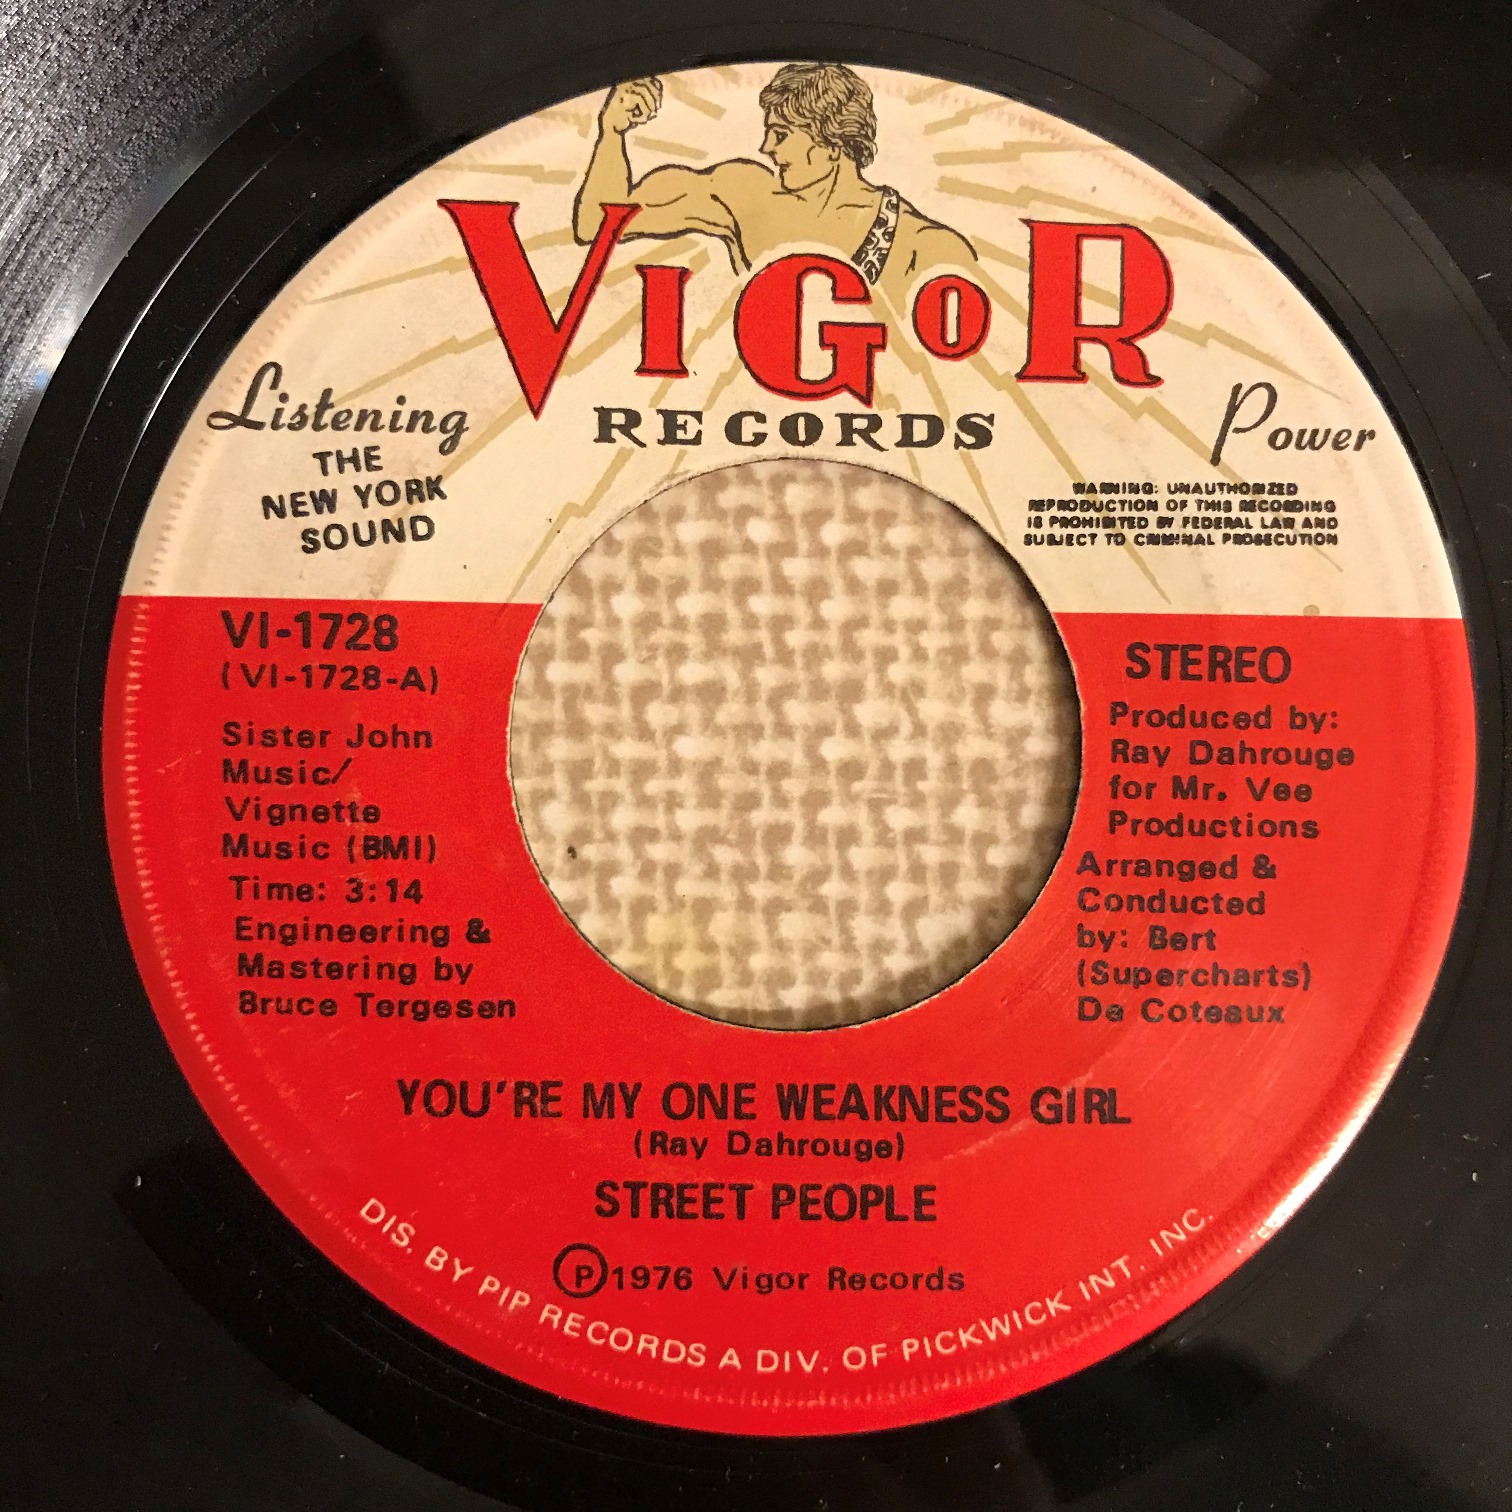 VIGOR
RECORDS
Listening
THE
NEW YORK
SOUND
Power
WARNING: UNAUTHORIZED
REPRODUCTION OF THIS RECORDING
IS PROHIBITED BY FEDERAL LAW AND
SUBJECT TO CRIMINAL PROSECUTION
VI-1728
(VI-1728-A)
Sister John
Music/
Vignette
Music (BMI)
Time: 3:14
Engineering &
Mastering by
Bruce Tergesen
STEREO
Produced by:
Ray Dahrouge
for Mr. Vee
Productions
Arranged &
Conducted
by: Bert
(Supercharts)
De Coteaux
YOU'RE MY ONE WEAKNESS GIRL
(Ray Dahrouge)
STREET PEOPLE
℗1976 Vigor Records
DIS. BY PIP RECORDS A DIV. OF PICKWICK INT. INC.